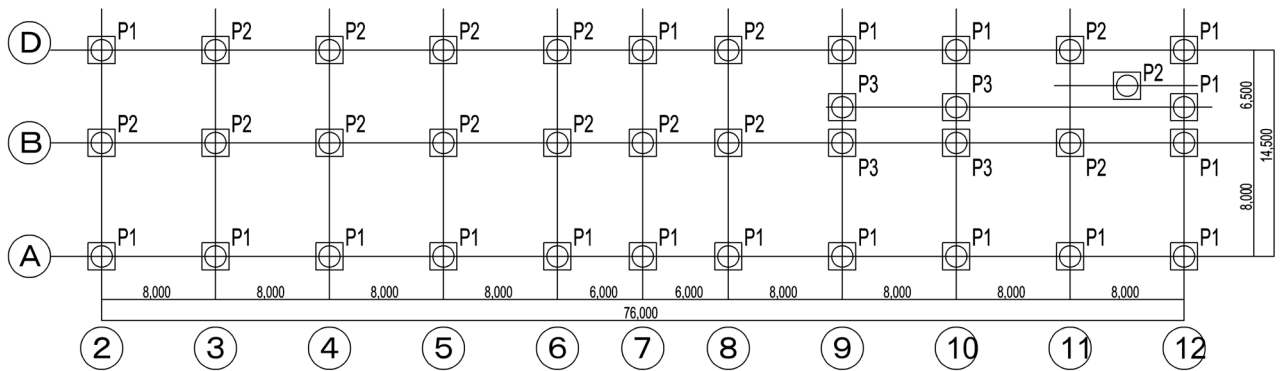 D P1 P2 P2 P2 P2 P1 P2 P1 P1 P2 P1
P2
P3 P3 P1
6,500
B P2 P2 P2 P2 P2 P2 P2
P3 P3 P2 P1
14,500
8,000
A P1 P1 P1 P1 P1 P1 P1 P1 P1 P1 P1
8,000 8,000 8,000 8,000 6,000 6,000 8,000 8,000 8,000 8,000
76,000
2 3 4 5 6 7 8 9 10 11 12